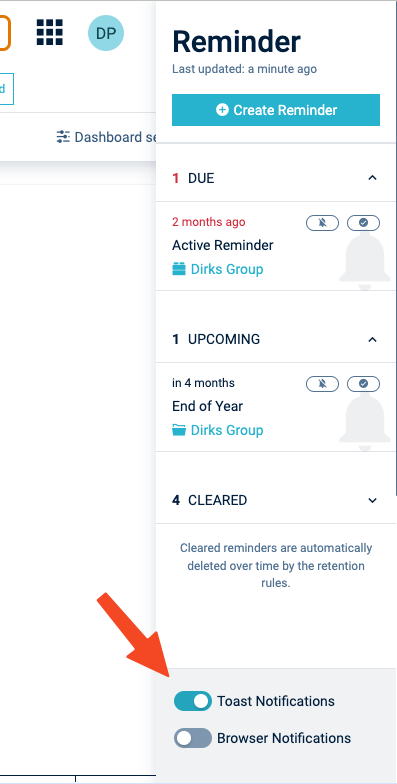 DP
Reminder
Last updated: a minute ago
d
Create Reminder
Dashboard se
1 DUE
2 months ago
Active Reminder
Dirks Group
1 UPCOMING
in 4 months
End of Year
Dirks Group
4 CLEARED
Cleared reminders are automatically
deleted over time by the retention
rules.
Toast Notifications
Browser Notifications